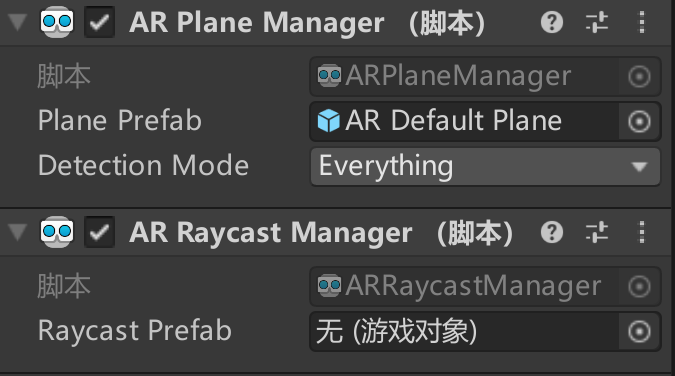 AR Plane Manager （脚本）
脚本 ARPlaneManager
Plane Prefab AR Default Plane
Detection Mode Everything
AR Raycast Manager （脚本）
脚本 ARRaycastManager
Raycast Prefab 无 (游戏对象)